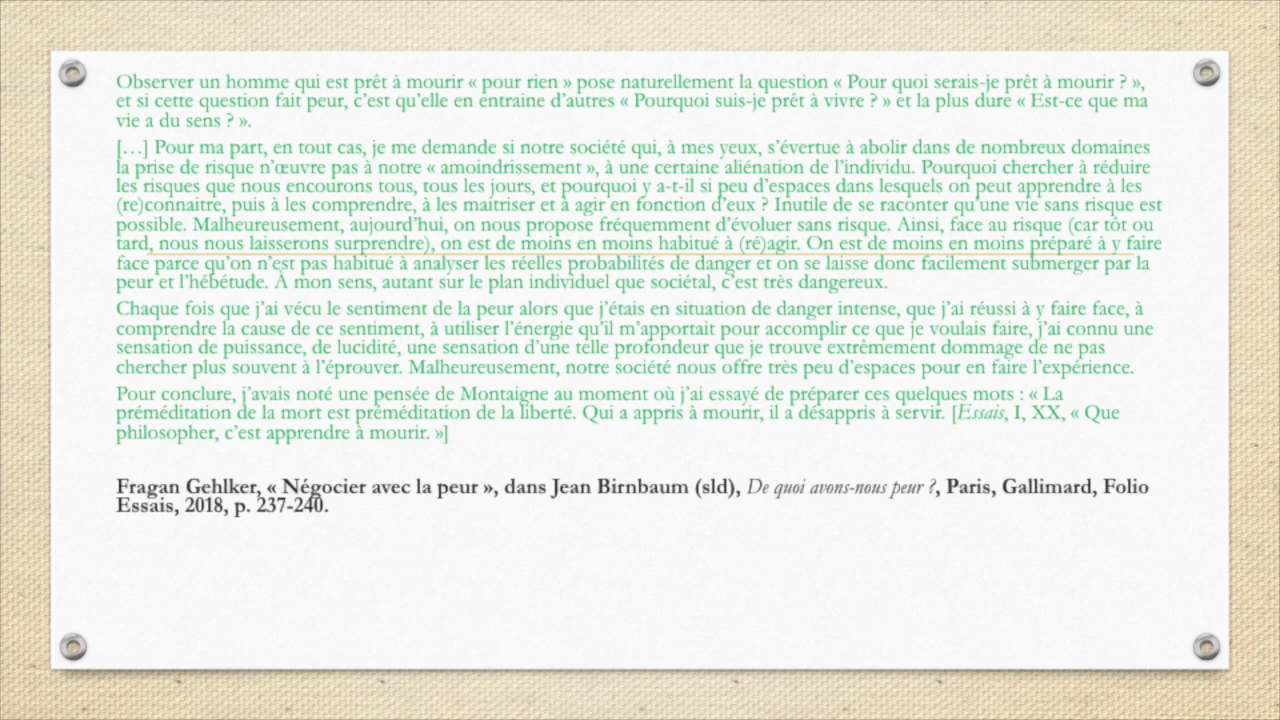 Observer un homme qui est prêt à mourir « pour rien » pose naturellement la question « Pour quoi serais-je prêt à mourir ? »,
et si cette question fait peur, c’est qu’elle en entraine d’autres « Pourquoi suis-je prêt à vivre ? » et la plus dure « Est-ce que ma
vie a du sens ? ».
[…] Pour ma part, en tout cas, je me demande si notre société qui, à mes yeux, s’évertue à abolir dans de nombreux domaines
la prise de risque n’œuvre pas à notre « amoindrissement », à une certaine aliénation de l’individu. Pourquoi chercher à réduire
les risques que nous encourons tous, tous les jours, et pourquoi y a-t-il si peu d’espaces dans lesquels on peut apprendre à les
(re)connaitre, puis à les comprendre, à les maitriser et à agir en fonction d’eux ? Inutile de se raconter qu’une vie sans risque est
possible. Malheureusement, aujourd’hui, on nous propose fréquemment d’évoluer sans risque. Ainsi, face au risque (car tôt ou
tard, nous nous laisserons surprendre), on est de moins en moins habitué à (ré)agir. On est de moins en moins préparé à y faire
face parce qu’on n’est pas habitué à analyser les réelles probabilités de danger et on se laisse donc facilement submerger par la
peur et l’hébétude. À mon sens, autant sur le plan individuel que sociétal, c’est très dangereux.
Chaque fois que j’ai vécu le sentiment de la peur alors que j’étais en situation de danger intense, que j’ai réussi à y faire face, à
comprendre la cause de ce sentiment, à utiliser l’énergie qu’il m’apportait pour accomplir ce que je voulais faire, j’ai connu une
sensation de puissance, de lucidité, une sensation d’une telle profondeur que je trouve extrêmement dommage de ne pas
chercher plus souvent à l’éprouver. Malheureusement, notre société nous offre très peu d’espaces pour en faire l’expérience.
Pour conclure, j’avais noté une pensée de Montaigne au moment où j’ai essayé de préparer ces quelques mots : « La
préméditation de la mort est préméditation de la liberté. Qui a appris à mourir, il a désappris à servir. [Essais, I, XX, « Que
philosopher, c’est apprendre à mourir. »]
Fragan Gehlker, « Négocier avec la peur », dans Jean Birnbaum (sld), De quoi avons-nous peur ?, Paris, Gallimard, Folio
Essais, 2018, p. 237-240.